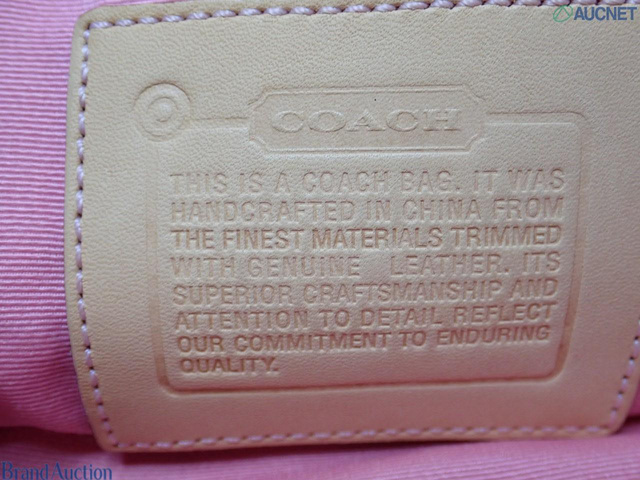 AUCNET
COACH
THIS IS A COACH BAG. IT WAS
HANDCRAFTED IN CHINA FROM
THE FINEST MATERIALS TRIMMED
WITH GENUINE LEATHER. ITS
SUPERIOR CRAFTSMANSHIP AND
ATTENTION TO DETAIL REFLECT
OUR COMMITMENT TO ENDURING
QUALITY.
Brand Auction